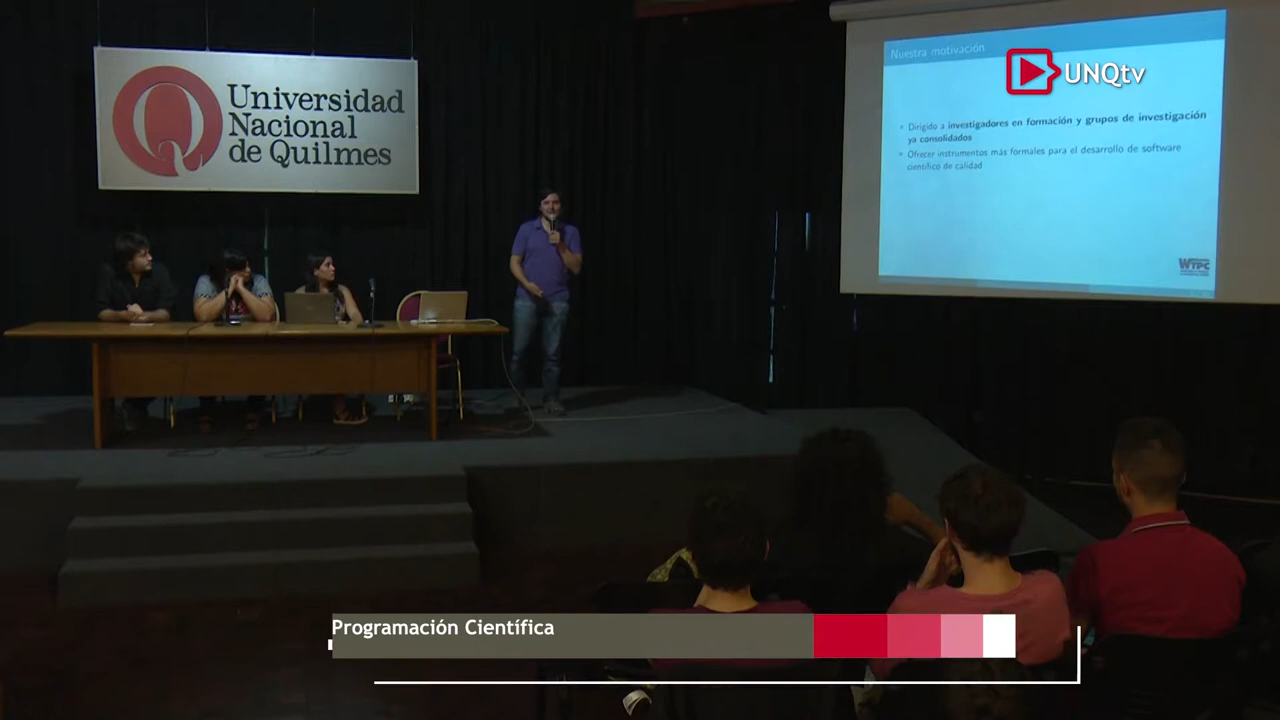 Universidad
Nacional
de Quilmes
Nuestra motivación
UNQtv
Dirigido a investigadores en formación y grupos de investigación
ya consolidados
Ofrecer instrumentos más formales para el desarrollo de software
científico de calidad
WTPC
Programación Científica